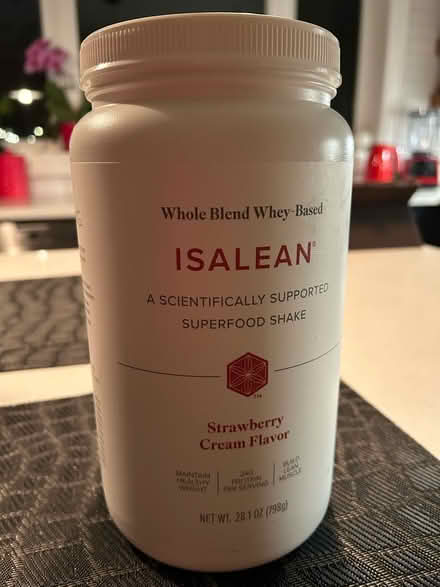 Whole Blend Whey-Based
ISALEAN®
A SCIENTIFICALLY SUPPORTED
SUPERFOOD SHAKE
TM
Strawberry
Cream Flavor
MAINTAIN
HEALTHY
WEIGHT
24G
PROTEIN
PER SERVING
BUILD
LEAN
MUSCLE
NET WT. 28.1 OZ (798g)